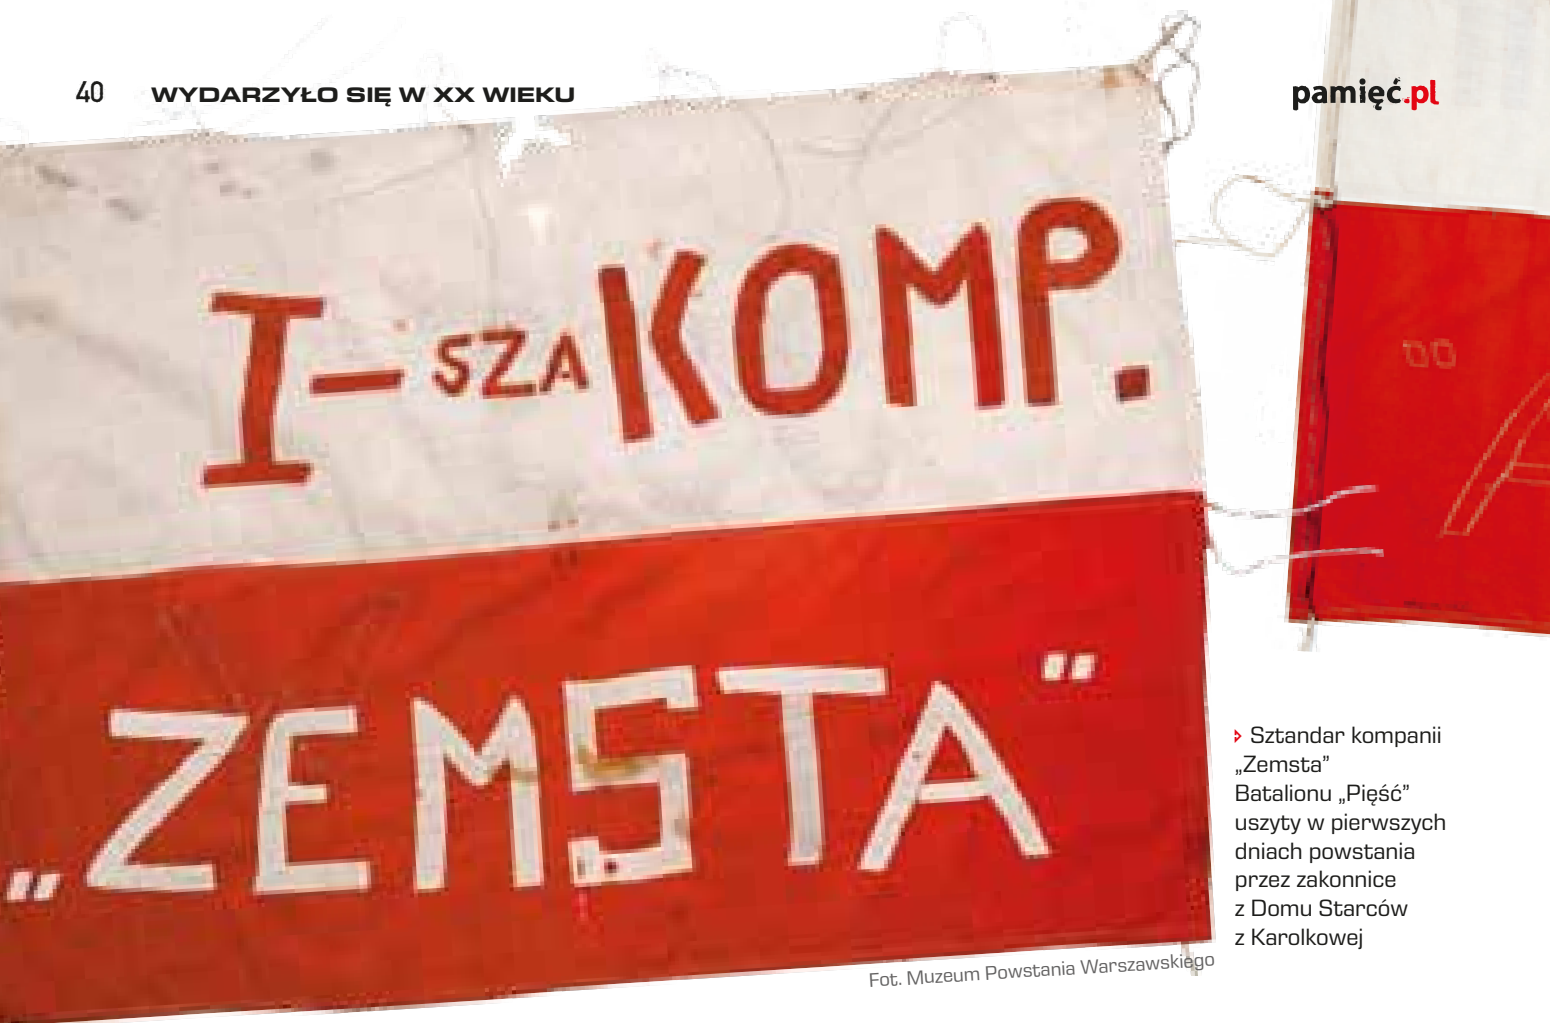 40 WYDARZYŁO SIĘ W XX WIEKU
pamięć.pl
I–SZA KOMP.
„ZEMSTA”
Sztandar kompanii
„Zemsta”
Batalionu „Pięść”
uszyty w pierwszych
dniach powstania
przez zakonnice
z Domu Starców
z Karolkowej
Fot. Muzeum Powstania Warszawskiego